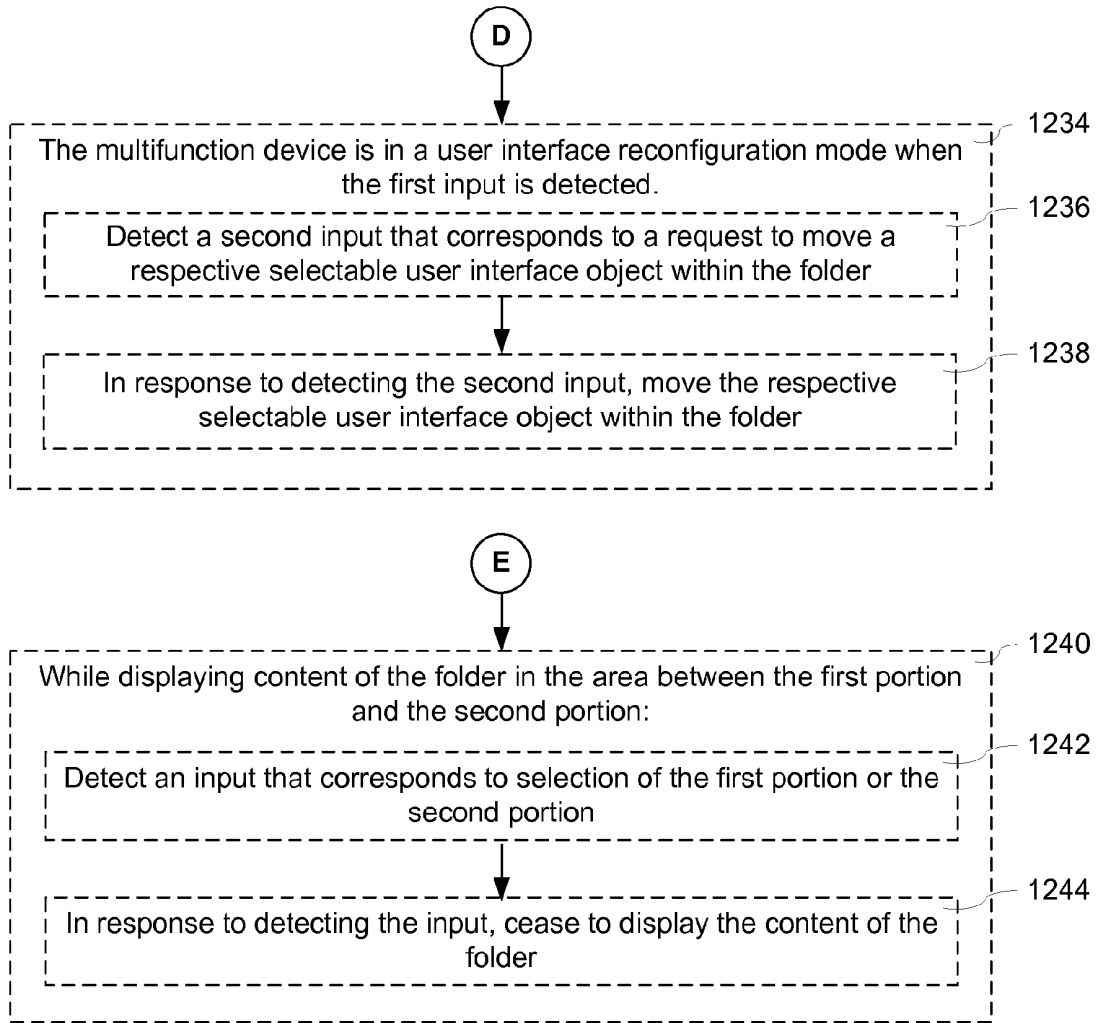 D
1234
The multifunction device is in a user interface reconfiguration mode when
the first input is detected.
1236
Detect a second input that corresponds to a request to move a
respective selectable user interface object within the folder
1238
In response to detecting the second input, move the respective
selectable user interface object within the folder
E
1240
While displaying content of the folder in the area between the first portion
and the second portion:
1242
Detect an input that corresponds to selection of the first portion or the
second portion
1244
In response to detecting the input, cease to display the content of the
folder